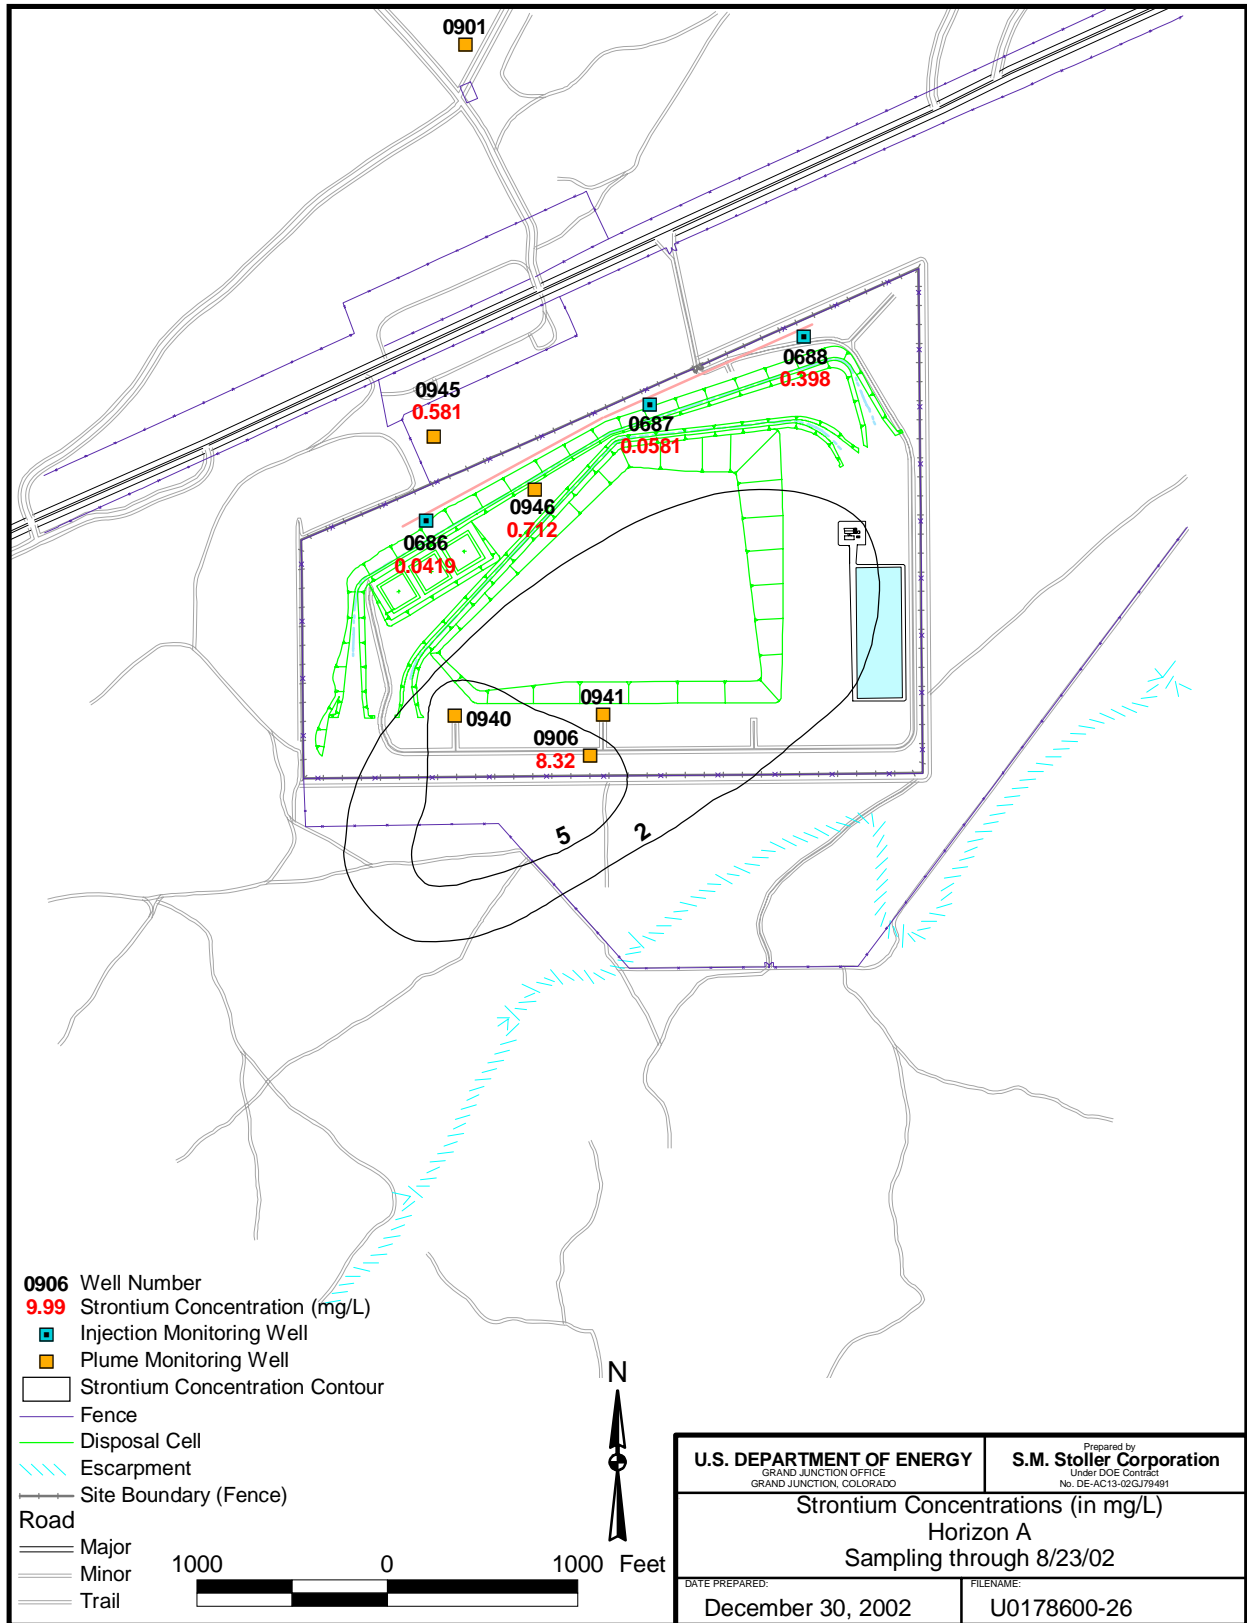 0901
0688
0.398
0945
0.581
0687
0.0581
0946
0.712
0686
0.0419
0941
0940
0906
8.32
5
2
0906 Well Number
9.99 Strontium Concentration (mg/L)
Injection Monitoring Well
Plume Monitoring Well
Strontium Concentration Contour
Fence
Disposal Cell
Escarpment
Site Boundary (Fence)
Road
Major
Minor
Trail
N
1000 0 1000 Feet
U.S. DEPARTMENT OF ENERGY
GRAND JUNCTION OFFICE
GRAND JUNCTION, COLORADO
Prepared by
S.M. Stoller Corporation
Under DOE Contract
No. DE-AC13-02GJ79491
Strontium Concentrations (in mg/L)
Horizon A
Sampling through 8/23/02
DATE PREPARED:
December 30, 2002
FILENAME:
U0178600-26